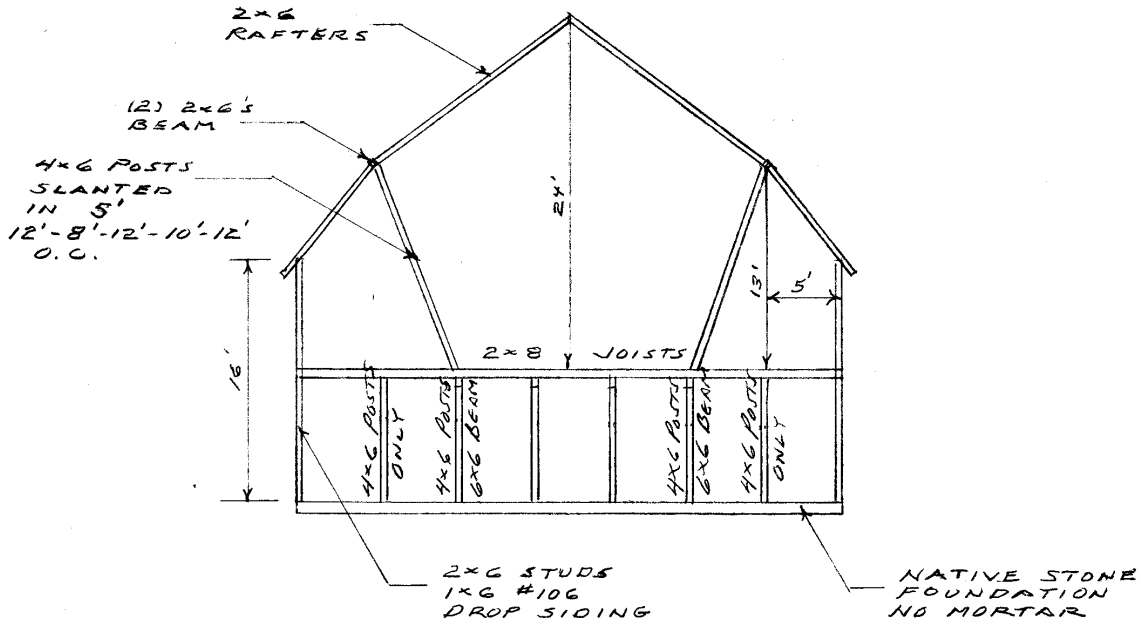 2×6
RAFTERS
(2) 2×6's
BEAM
4×6 POSTS
SLANTED
IN 5'
12'-8'-12'-10'-12'
O.C.
24'
13'
5'
16'
2×8 JOISTS
4×6 POSTS
ONLY
4×6 POSTS
6×6 BEAM
4×6 POSTS
6×6 BEAM
4×6 POSTS
ONLY
2×6 STUDS
1×6 #106
DROP SIDING
NATIVE STONE
FOUNDATION
NO MORTAR